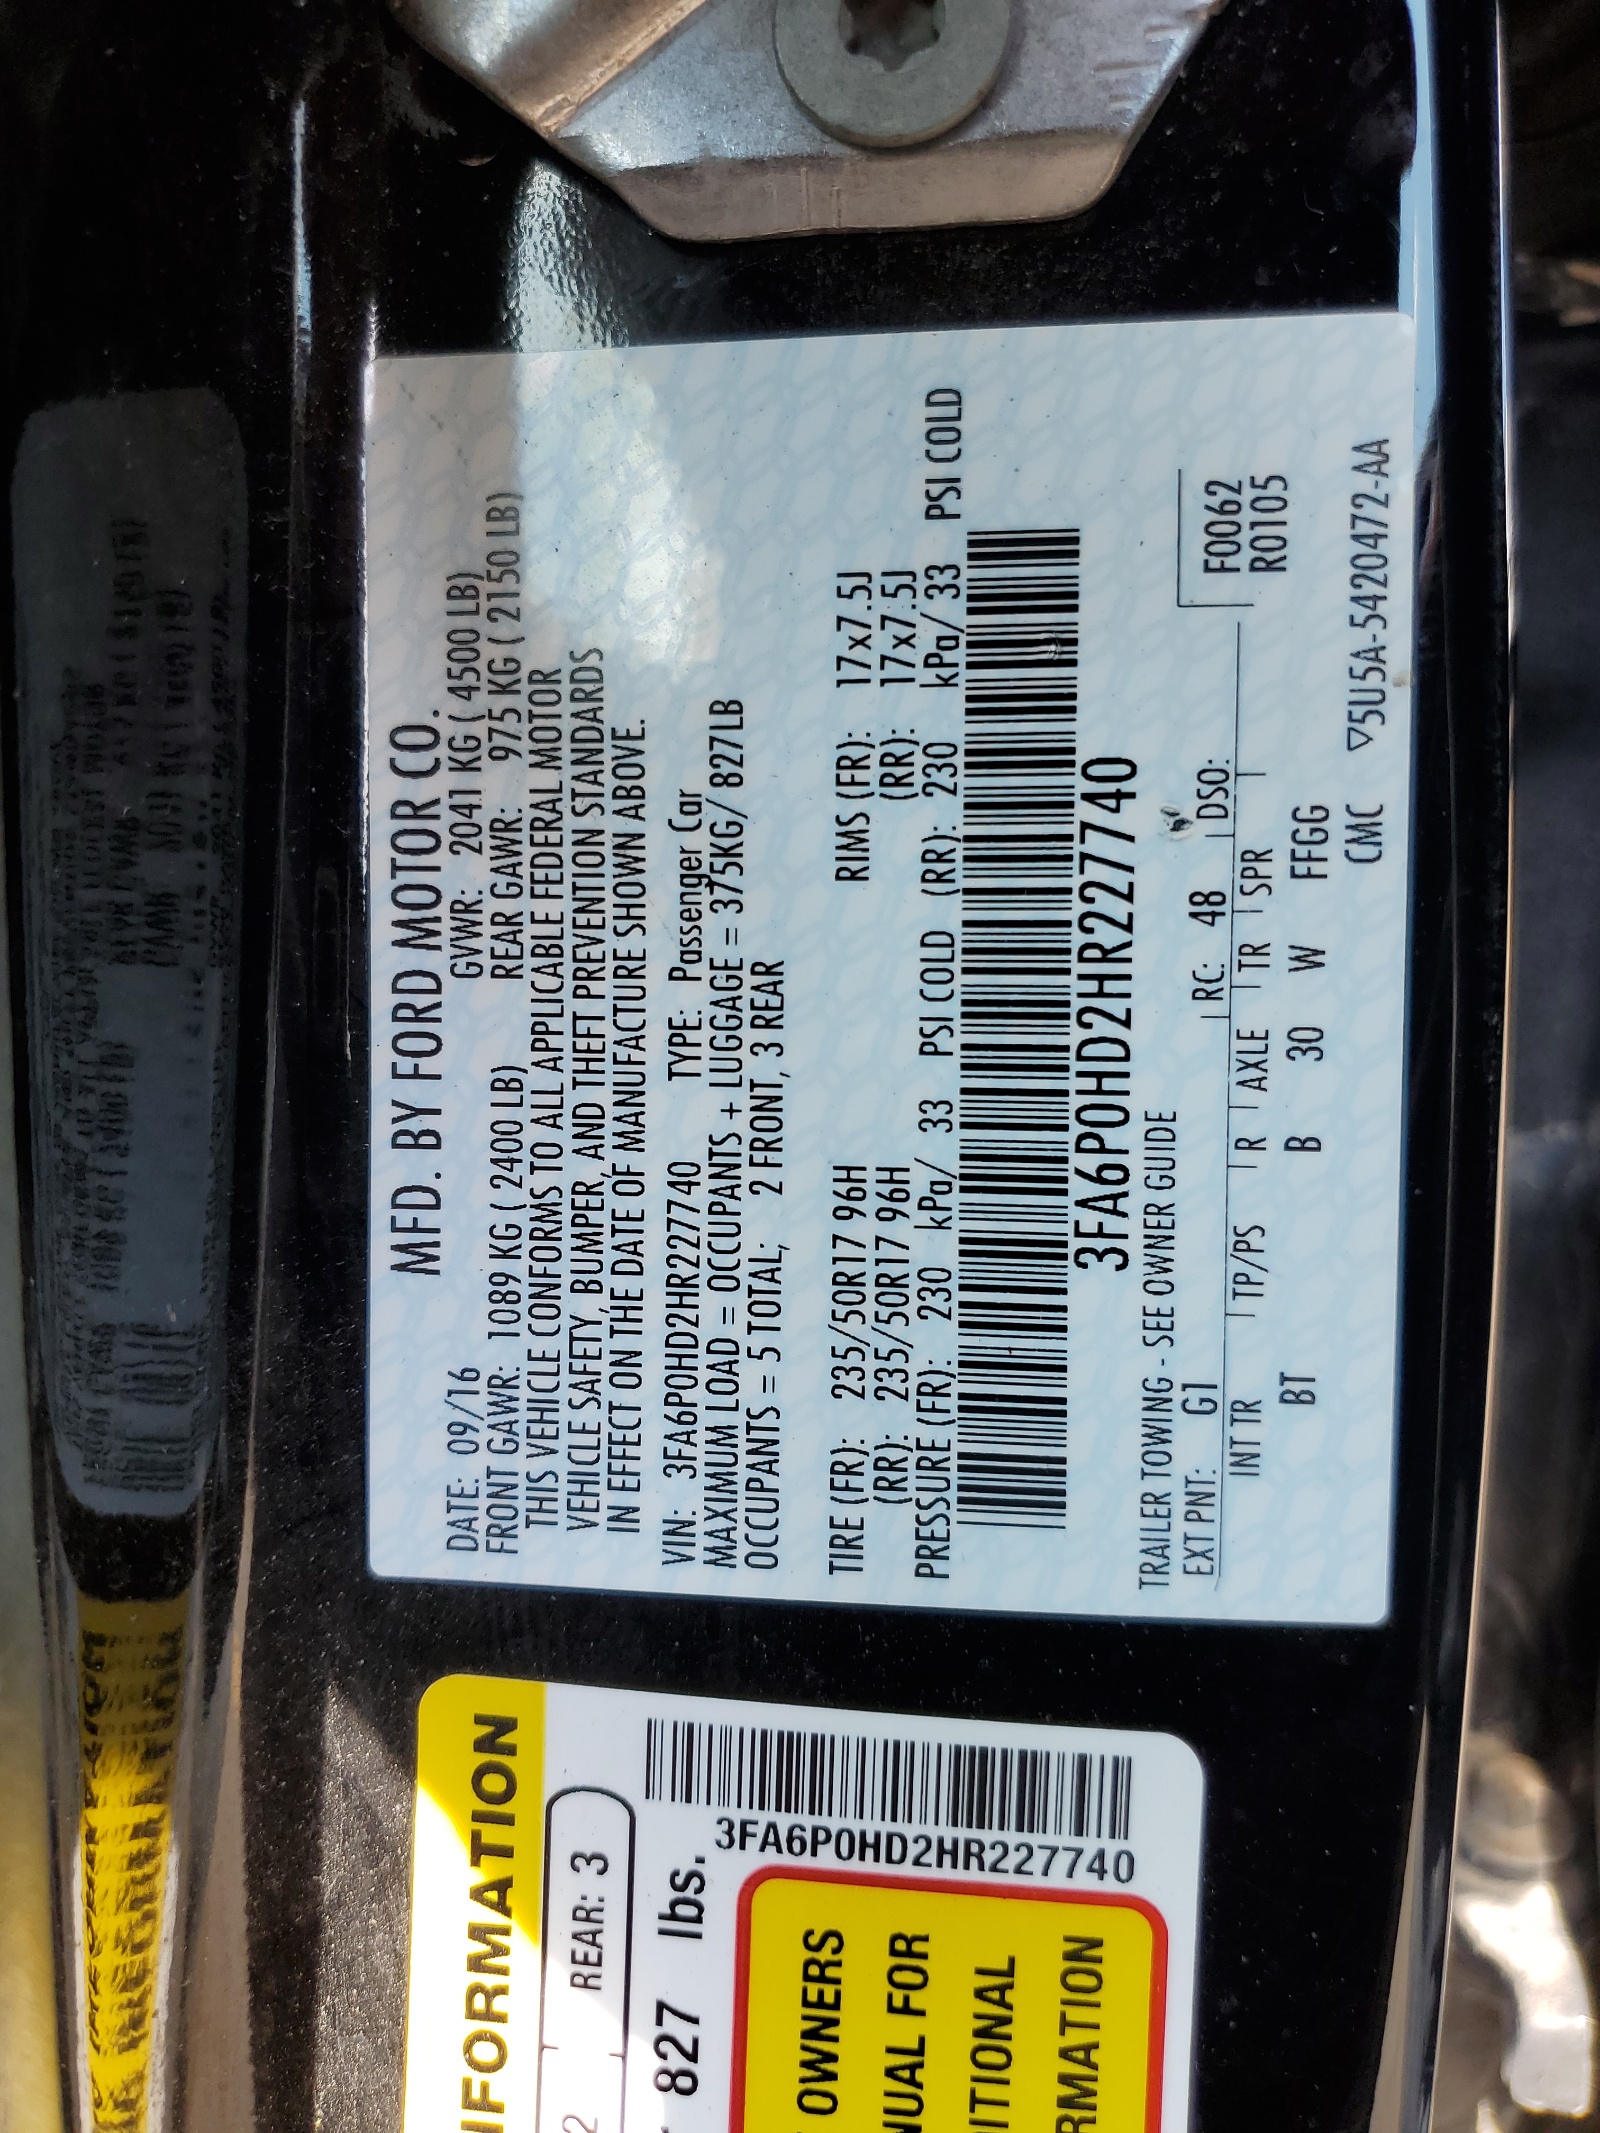 MFD. BY FORD MOTOR CO.
DATE: 09/16 GVWR: 2041 KG ( 4500 LB)
FRONT GAWR: 1089 KG ( 2400 LB) REAR GAWR: 975 KG ( 2150 LB)
THIS VEHICLE CONFORMS TO ALL APPLICABLE FEDERAL MOTOR
VEHICLE SAFETY, BUMPER, AND THEFT PREVENTION STANDARDS
IN EFFECT ON THE DATE OF MANUFACTURE SHOWN ABOVE.
VIN: 3FA6P0HD2HR227740 TYPE: Passenger Car
MAXIMUM LOAD = OCCUPANTS + LUGGAGE = 375KG/ 827LB
OCCUPANTS = 5 TOTAL; 2 FRONT, 3 REAR
TIRE (FR): 235/50R17 96H RIMS (FR): 17x7.5J
(RR): 235/50R17 96H (RR): 17x7.5J
PRESSURE (FR): 230 kPa/ 33 PSI COLD (RR): 230 kPa/ 33 PSI COLD
3FA6P0HD2HR227740
TRAILER TOWING - SEE OWNER GUIDE
EXT PNT: G1 RC: 48 DSO: F0062
INT TR TP/PS R AXLE TR SPR R0105
BT B 30 W FFGG
CMC ▽5U5A-5420472-AA
FORMATION
2 REAR: 3
827 lbs.
3FA6P0HD2HR227740
OWNERS
NUAL FOR
ITIONAL
RMATION